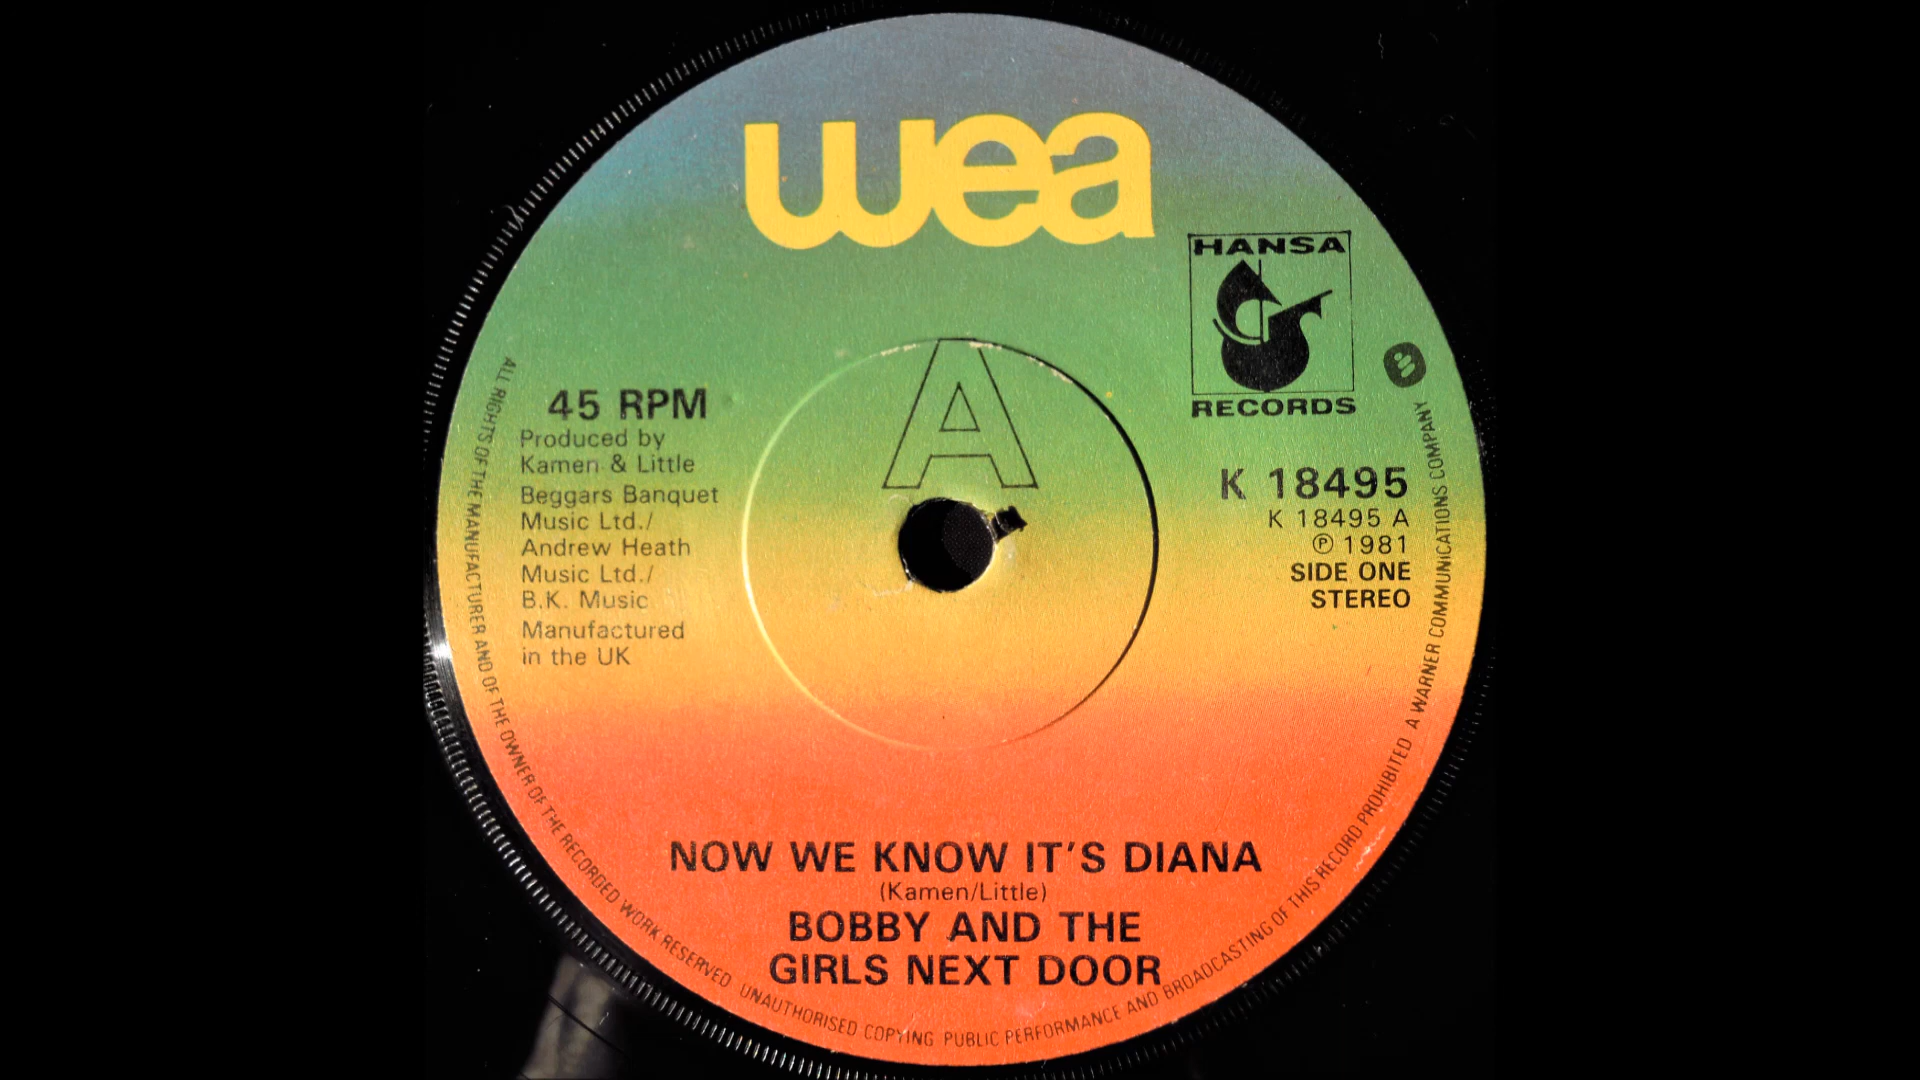 wea
HANSA
RECORDS
A
45 RPM
Produced by
Kamen & Little
Beggars Banquet
Music Ltd./
Andrew Heath
Music Ltd./
B.K. Music
Manufactured
in the UK
K 18495
K 18495 A
Ⓟ 1981
SIDE ONE
STEREO
NOW WE KNOW IT'S DIANA
(Kamen/Little)
BOBBY AND THE
GIRLS NEXT DOOR
ALL RIGHTS OF THE MANUFACTURER AND OF THE OWNER OF THE RECORDED WORK RESERVED UNAUTHORISED COPYING PUBLIC PERFORMANCE AND BROADCASTING OF THIS RECORD PROHIBITED A WARNER COMMUNICATIONS COMPANY